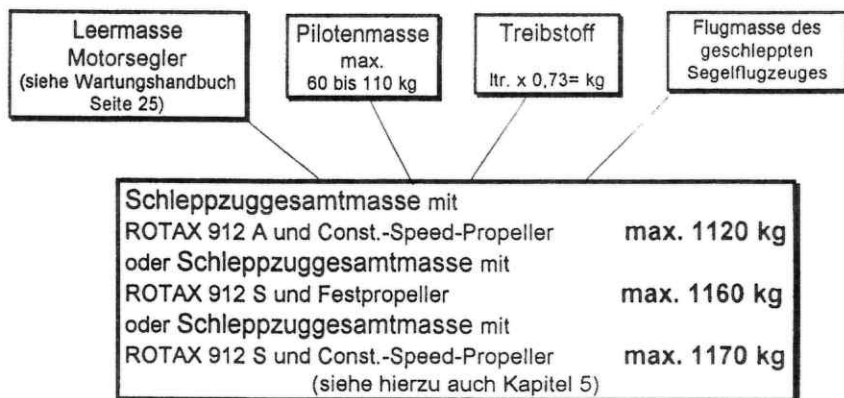 Leermasse
Motorsegler
(siehe Wartungshandbuch
Seite 25)
Pilotenmasse
max.
60 bis 110 kg
Treibstoff
ltr. x 0,73= kg
Flugmasse des
geschleppten
Segelflugzeuges
Schleppzuggesamtmasse mit
ROTAX 912 A und Const.-Speed-Propeller max. 1120 kg
oder Schleppzuggesamtmasse mit
ROTAX 912 S und Festpropeller max. 1160 kg
oder Schleppzuggesamtmasse mit
ROTAX 912 S und Const.-Speed-Propeller max. 1170 kg
(siehe hierzu auch Kapitel 5)